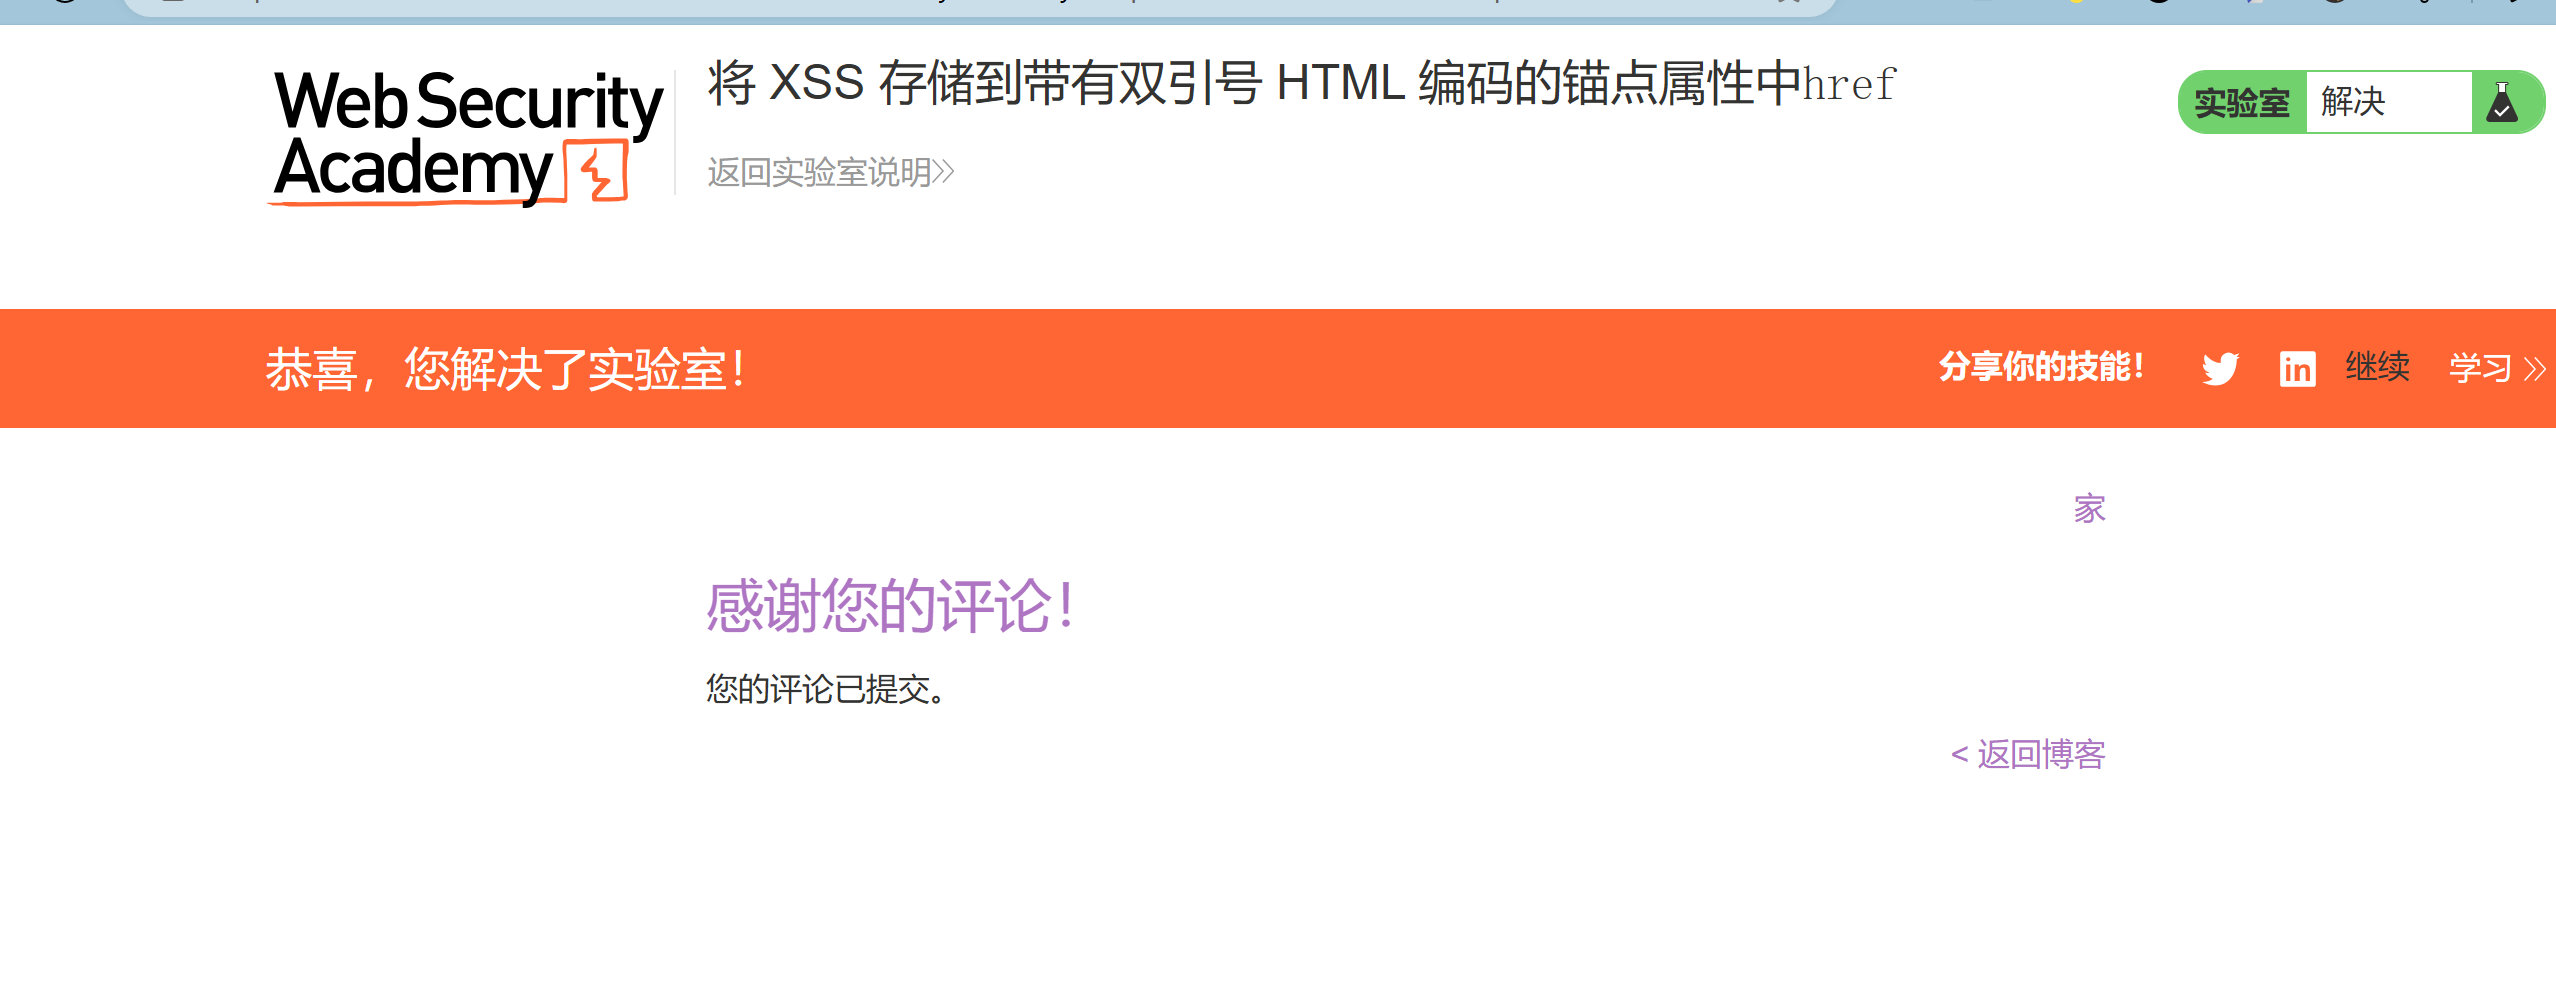 Web Security
Academy
将 XSS 存储到带有双引号 HTML 编码的锚点属性中href
返回实验室说明
实验室 解决
恭喜，您解决了实验室！
分享你的技能！ 继续 学习
家
感谢您的评论！
您的评论已提交。
< 返回博客